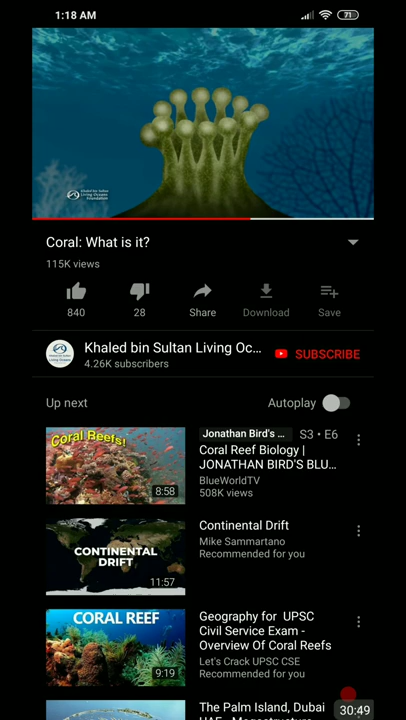 1:18 AM
71
Khaled bin Sultan
Living Oceans
Foundation
Coral: What is it?
115K views
840
28
Share
Download
Save
Khaled bin Sultan Living Oc...
4.26K subscribers
SUBSCRIBE
Up next
Autoplay
Coral Reefs!
8:58
Jonathan Bird's ...
S3 • E6
Coral Reef Biology |
JONATHAN BIRD'S BLU...
BlueWorldTV
508K views
CONTINENTAL
DRIFT
11:57
Continental Drift
Mike Sammartano
Recommended for you
CORAL REEF
9:19
Geography for UPSC
Civil Service Exam -
Overview Of Coral Reefs
Let's Crack UPSC CSE
Recommended for you
The Palm Island, Dubai
30:49